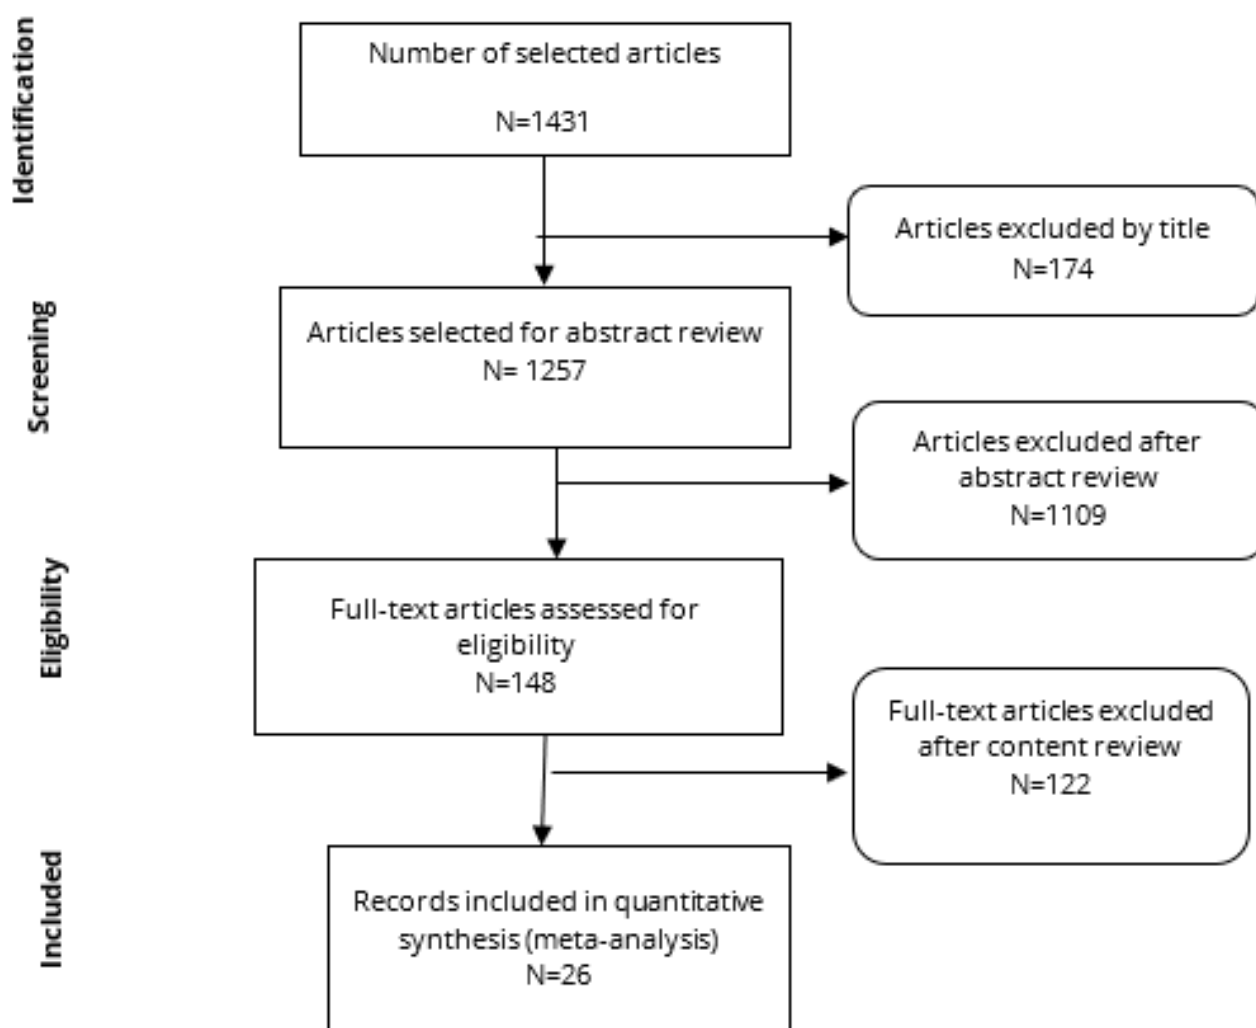 Identification
Number of selected articles
N=1431
Articles excluded by title
N=174
Screening
Articles selected for abstract review
N= 1257
Articles excluded after
abstract review
N=1109
Eligibility
Full-text articles assessed for
eligibility
N=148
Full-text articles excluded
after content review
N=122
Included
Records included in quantitative
synthesis (meta-analysis)
N=26